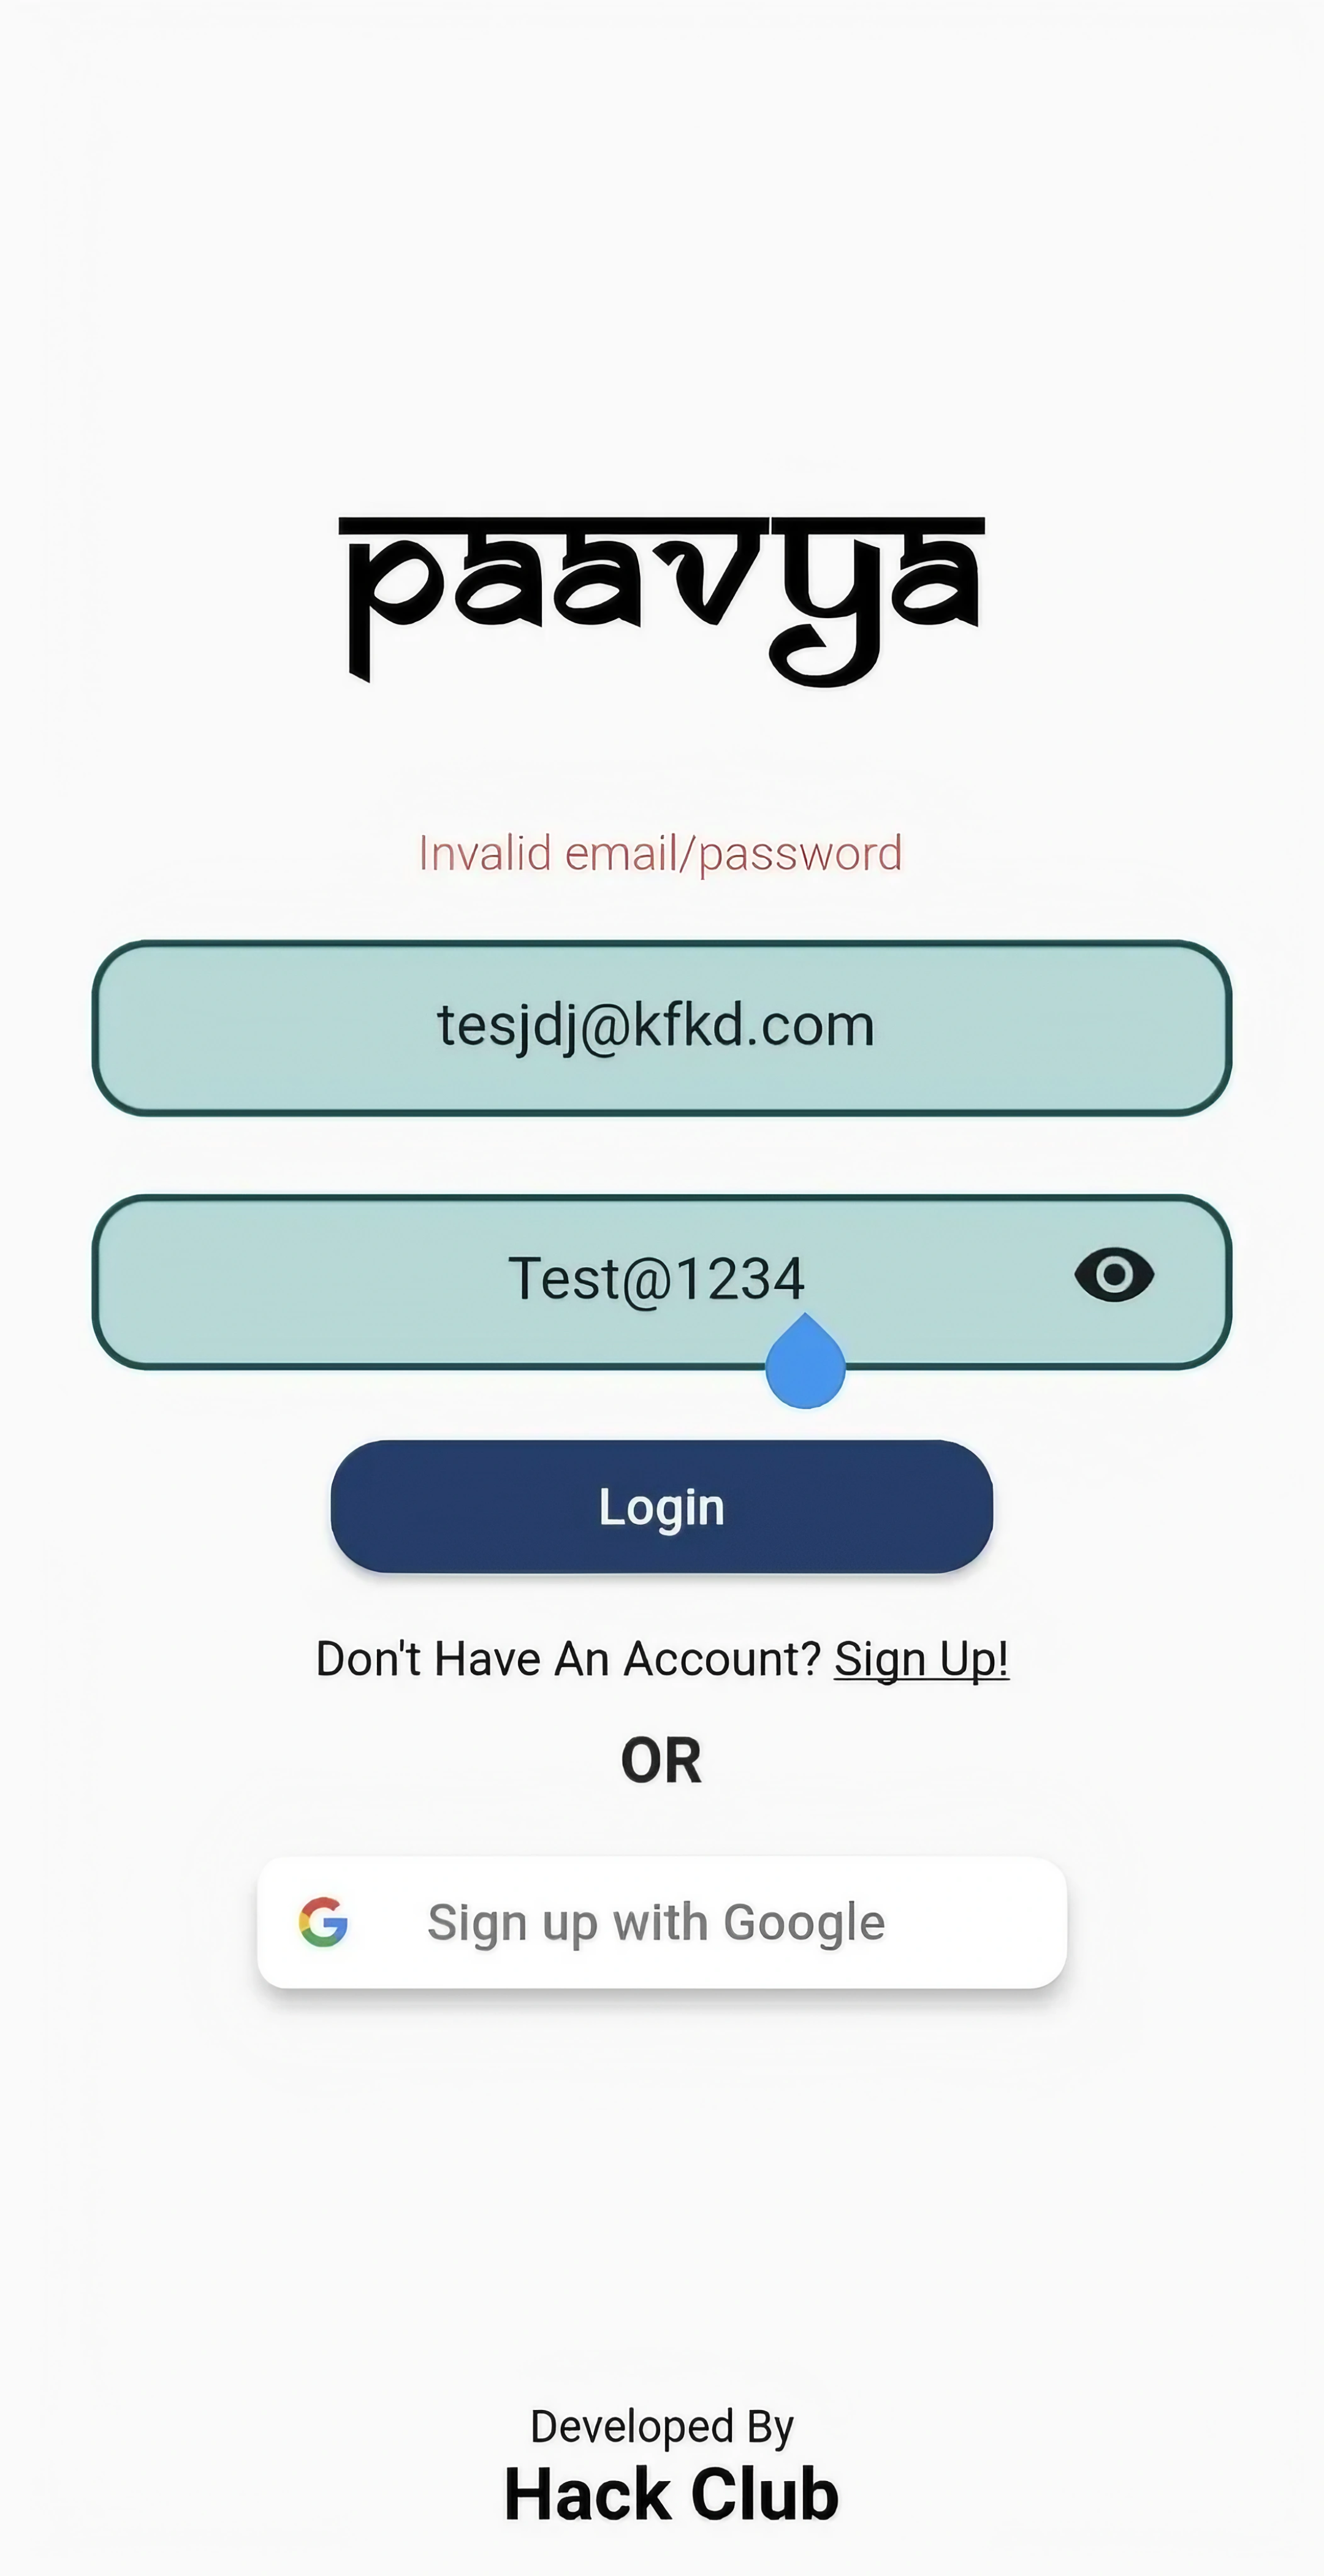 paavya
Invalid email/password
tesjdj@kfkd.com
Test@1234
Login
Don't Have An Account? Sign Up!
OR
Sign up with Google
Developed By
Hack Club